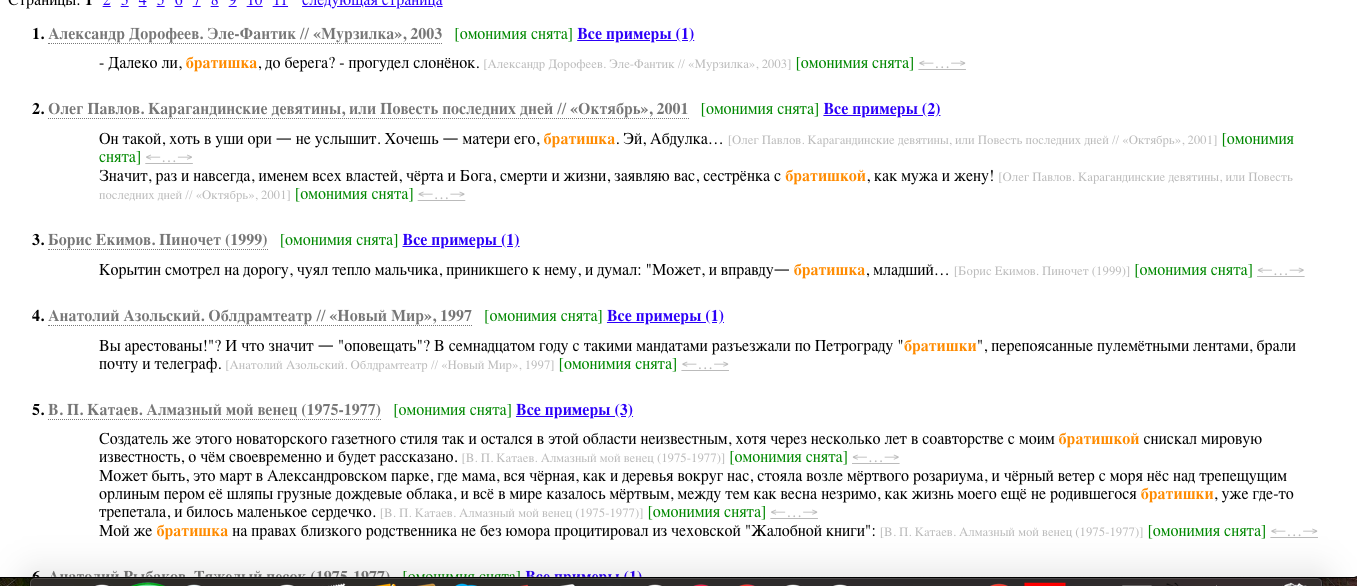 Страницы: 1 2 3 4 5 6 7 8 9 10 11 следующая страница
1. Александр Дорофеев. Эле-Фантик // «Мурзилка», 2003 [омонимия снята] Все примеры (1)
- Далеко ли, братишка, до берега? - прогудел слонёнок. [Александр Дорофеев. Эле-Фантик // «Мурзилка», 2003] [омонимия снята] ←…→
2. Олег Павлов. Карагандинские девятины, или Повесть последних дней // «Октябрь», 2001 [омонимия снята] Все примеры (2)
Он такой, хоть в уши ори — не услышит. Хочешь — матери его, братишка. Эй, Абдулка… [Олег Павлов. Карагандинские девятины, или Повесть последних дней // «Октябрь», 2001] [омонимия
снята] ←…→
Значит, раз и навсегда, именем всех властей, чёрта и Бога, смерти и жизни, заявляю вас, сестрёнка с братишкой, как мужа и жену! [Олег Павлов. Карагандинские девятины, или Повесть
последних дней // «Октябрь», 2001] [омонимия снята] ←…→
3. Борис Екимов. Пиночет (1999) [омонимия снята] Все примеры (1)
Корытин смотрел на дорогу, чуял тепло мальчика, приникшего к нему, и думал: "Может, и вправду— братишка, младший… [Борис Екимов. Пиночет (1999)] [омонимия снята] ←…→
4. Анатолий Азольский. Облдрамтеатр // «Новый Мир», 1997 [омонимия снята] Все примеры (1)
Вы арестованы!"? И что значит — "оповещать"? В семнадцатом году с такими мандатами разъезжали по Петрограду "братишки", перепоясанные пулемётными лентами, брали
почту и телеграф. [Анатолий Азольский. Облдрамтеатр // «Новый Мир», 1997] [омонимия снята] ←…→
5. В. П. Катаев. Алмазный мой венец (1975-1977) [омонимия снята] Все примеры (3)
Создатель же этого новаторского газетного стиля так и остался в этой области неизвестным, хотя через несколько лет в соавторстве с моим братишкой снискал мировую
известность, о чём своевременно и будет рассказано. [В. П. Катаев. Алмазный мой венец (1975-1977)] [омонимия снята] ←…→
Может быть, это март в Александровском парке, где мама, вся чёрная, как и деревья вокруг нас, стояла возле мёртвого розариума, и чёрный ветер с моря нёс над трепещущим
орлиным пером её шляпы грузные дождевые облака, и всё в мире казалось мёртвым, между тем как весна незримо, как жизнь моего ещё не родившегося братишки, уже где-то
трепетала, и билось маленькое сердечко. [В. П. Катаев. Алмазный мой венец (1975-1977)] [омонимия снята] ←…→
Мой же братишка на правах близкого родственника не без юмора процитировал из чеховской "Жалобной книги": [В. П. Катаев. Алмазный мой венец (1975-1977)] [омонимия снята] ←…→
6. Анатолий Рыбаков. Тяжелый песок (1975-1977) [омонимия снята] Все примеры (1)